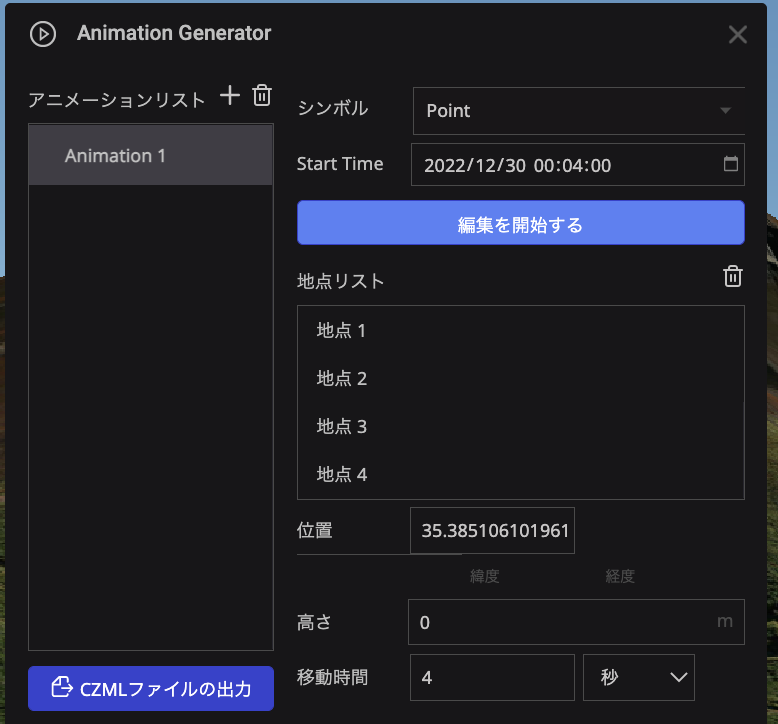 Animation Generator
アニメーションリスト
Animation 1
CZMLファイルの出力
シンボル
Point
Start Time
2022/12/30 00:04:00
編集を開始する
地点リスト
地点 1
地点 2
地点 3
地点 4
位置
35.385106101961
緯度 経度
高さ
0 m
移動時間
4 秒